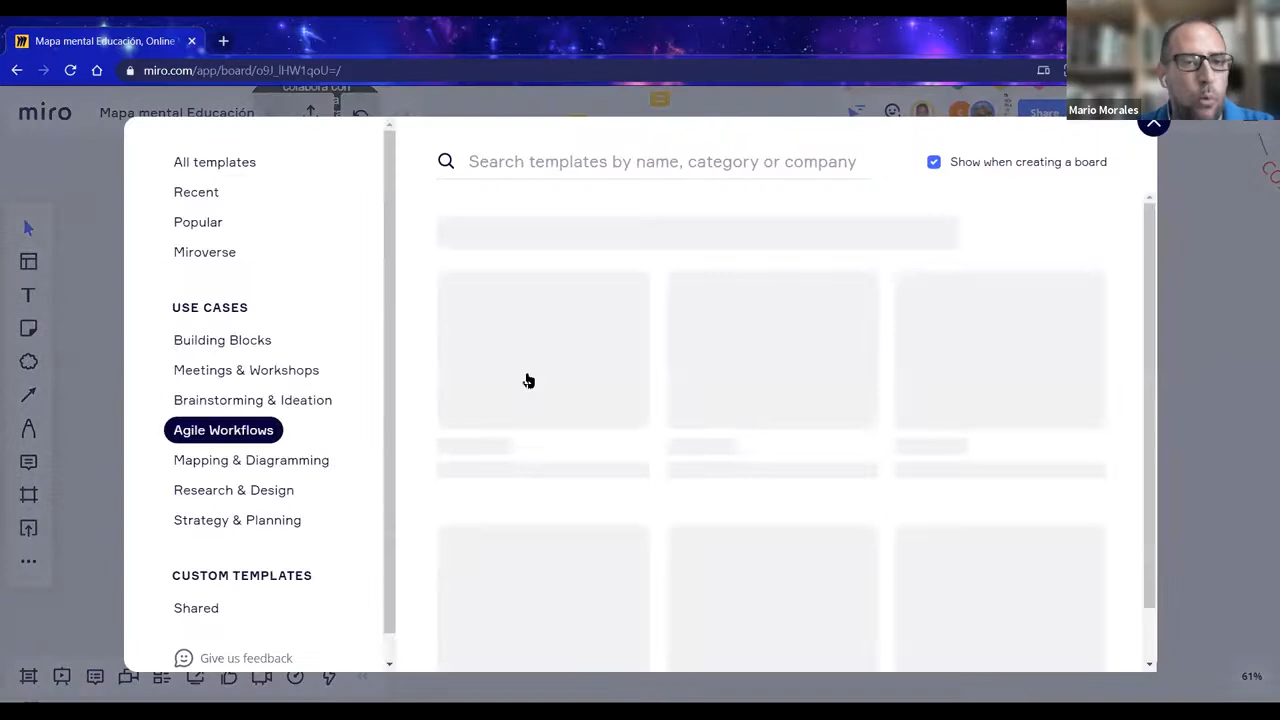 Mapa mental Educación, Online
miro.com/app/board/o9J_lHW1qoU=/
Mario Morales
colabora con
miro
Mapa mental Educación
Share
All templates
Recent
Popular
Miroverse
USE CASES
Building Blocks
Meetings & Workshops
Brainstorming & Ideation
Agile Workflows
Mapping & Diagramming
Research & Design
Strategy & Planning
CUSTOM TEMPLATES
Shared
Give us feedback
Search templates by name, category or company
Show when creating a board
61%